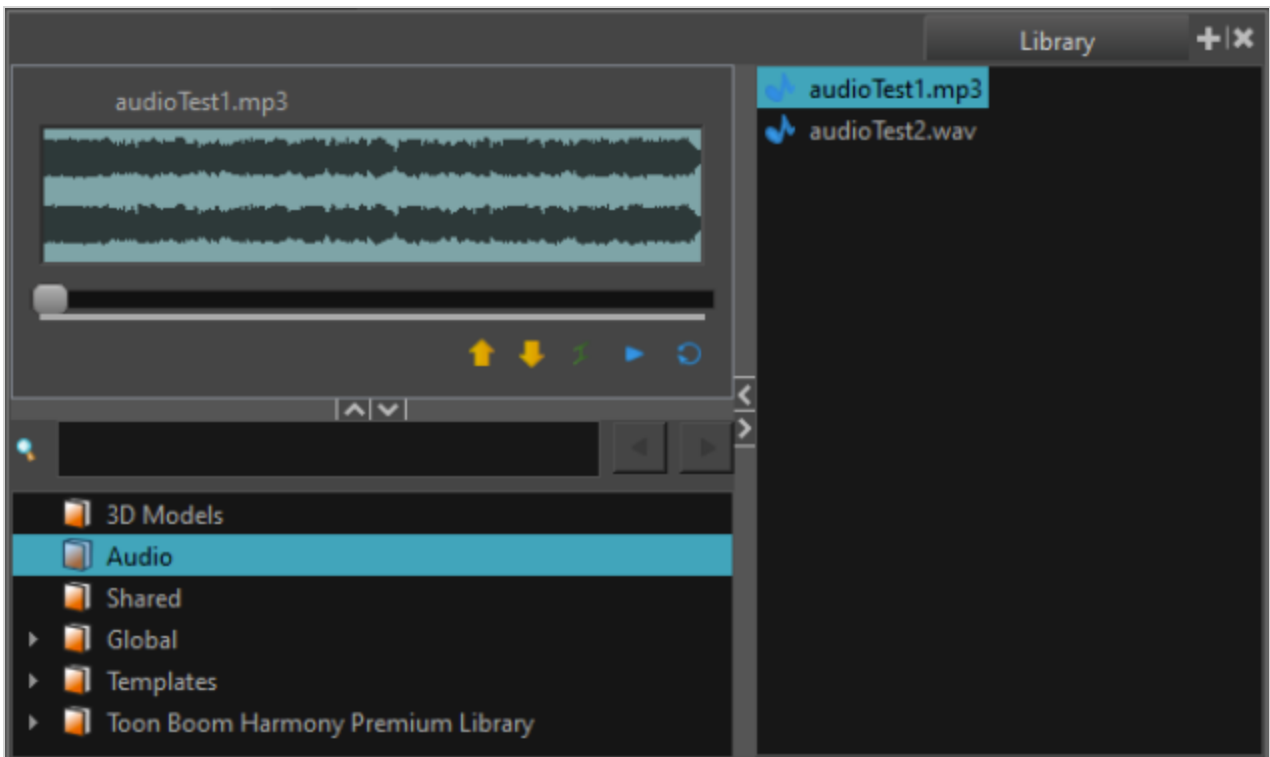 Library
audioTest1.mp3
audioTest1.mp3
audioTest2.wav
3D Models
Audio
Shared
Global
Templates
Toon Boom Harmony Premium Library